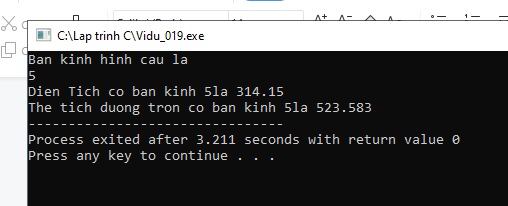 C:\Lap trinh C\Vidu_019.exe
Ban kinh hinh cau la
5
Dien Tich co ban kinh 5la 314.15
The tich duong tron co ban kinh 5la 523.583
--------------------------------
Process exited after 3.211 seconds with return value 0
Press any key to continue . . .